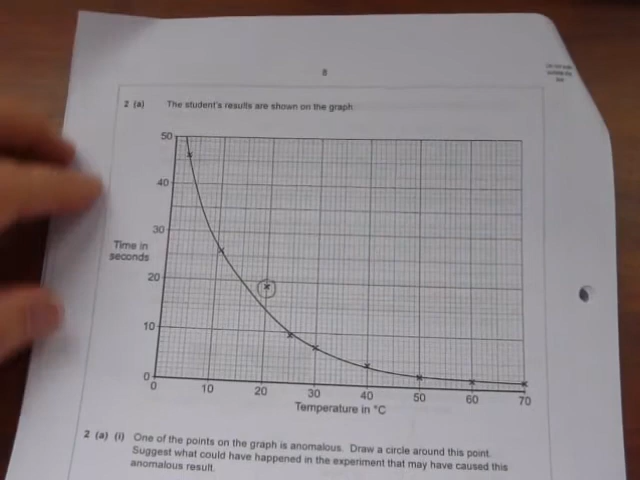 8
2 (a) The student's results are shown on the graph.
50
40
30
Time in
seconds
20
10
0
0 10 20 30 40 50 60 70
Temperature in °C
2 (a) (i) One of the points on the graph is anomalous. Draw a circle around this point.
Suggest what could have happened in the experiment that may have caused this
anomalous result.